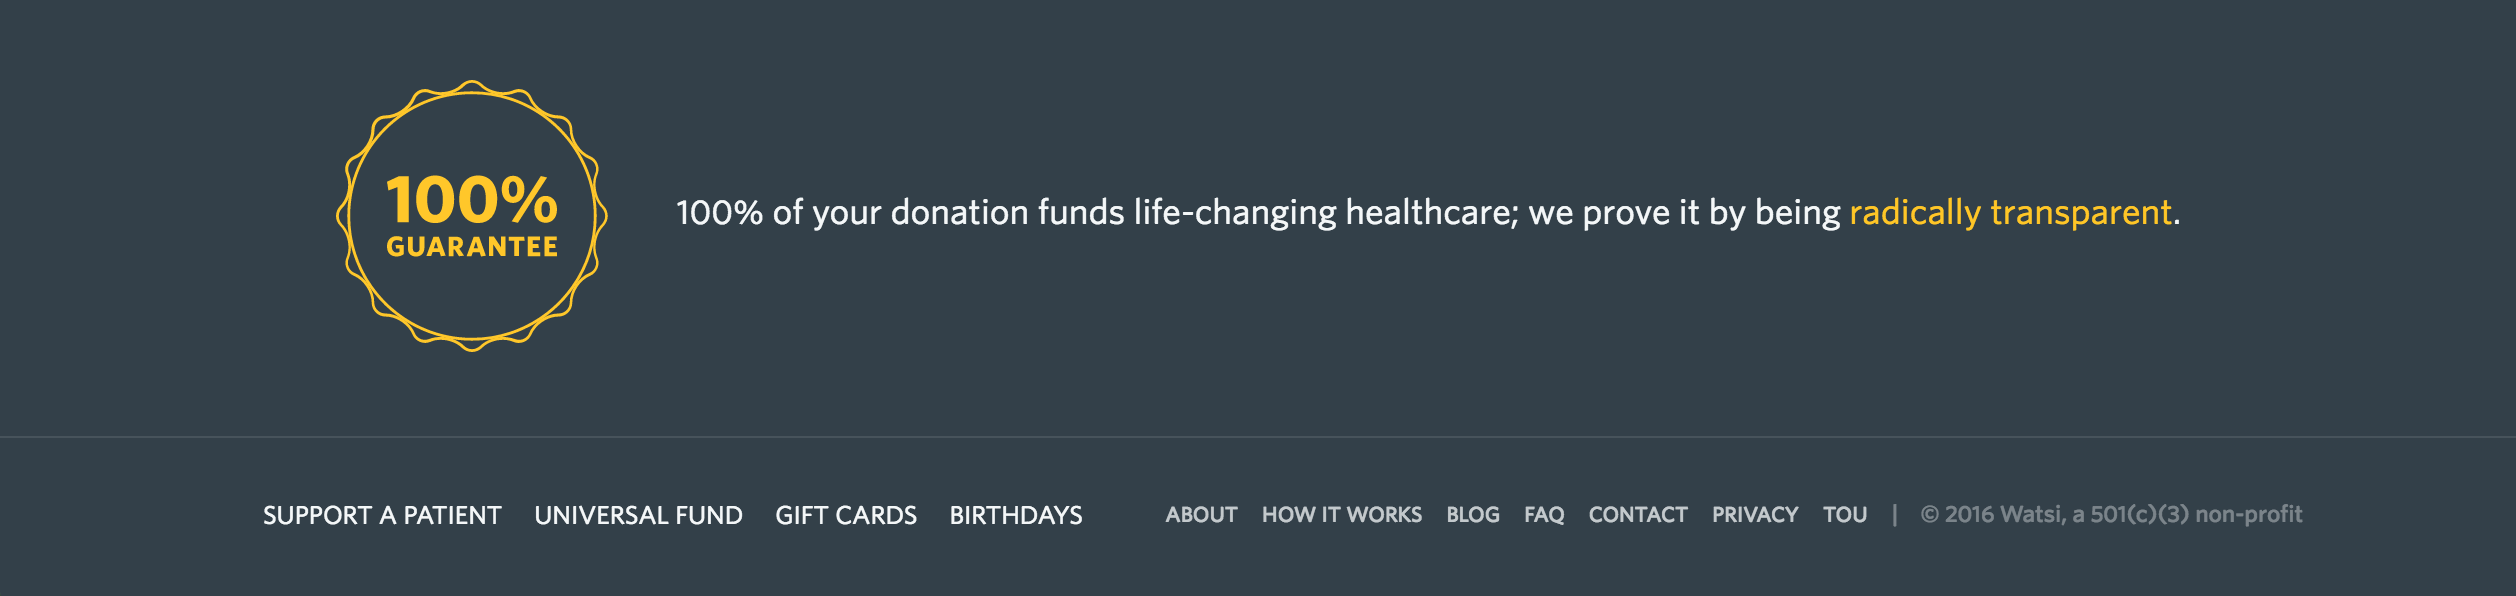 100%
GUARANTEE
100% of your donation funds life-changing healthcare; we prove it by being radically transparent.
SUPPORT A PATIENT UNIVERSAL FUND GIFT CARDS BIRTHDAYS ABOUT HOW IT WORKS BLOG FAQ CONTACT PRIVACY TOU | © 2016 Watsi, a 501(c)(3) non-profit